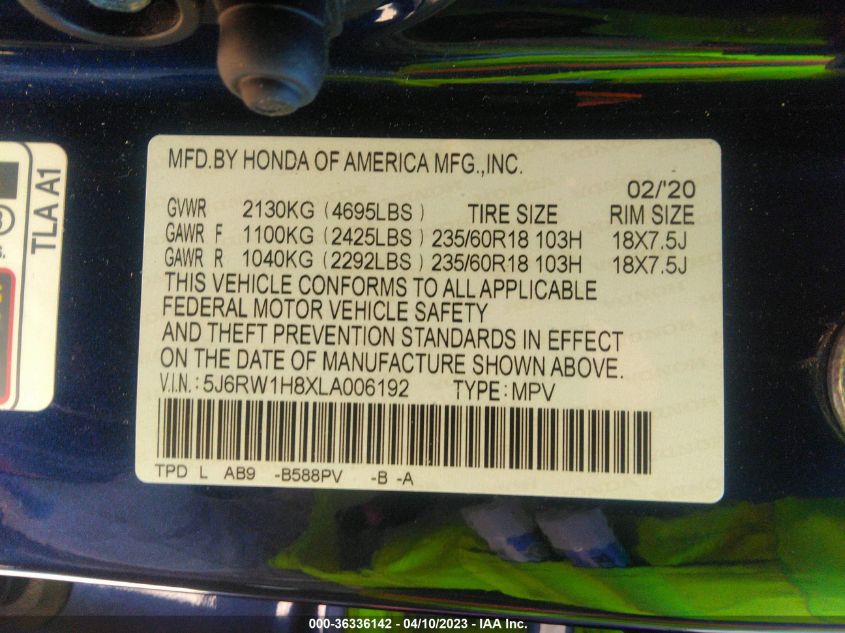 MFD.BY HONDA OF AMERICA MFG.,INC.
02/'20
GVWR 2130KG (4695LBS) TIRE SIZE RIM SIZE
GAWR F 1100KG (2425LBS) 235/60R18 103H 18X7.5J
GAWR R 1040KG (2292LBS) 235/60R18 103H 18X7.5J
THIS VEHICLE CONFORMS TO ALL APPLICABLE
FEDERAL MOTOR VEHICLE SAFETY
AND THEFT PREVENTION STANDARDS IN EFFECT
ON THE DATE OF MANUFACTURE SHOWN ABOVE.
V.I.N.: 5J6RW1H8XLA006192 TYPE: MPV
TPD L AB9 -B588PV -B -A
TLA A1
000-36336142 - 04/10/2023 - IAA Inc.